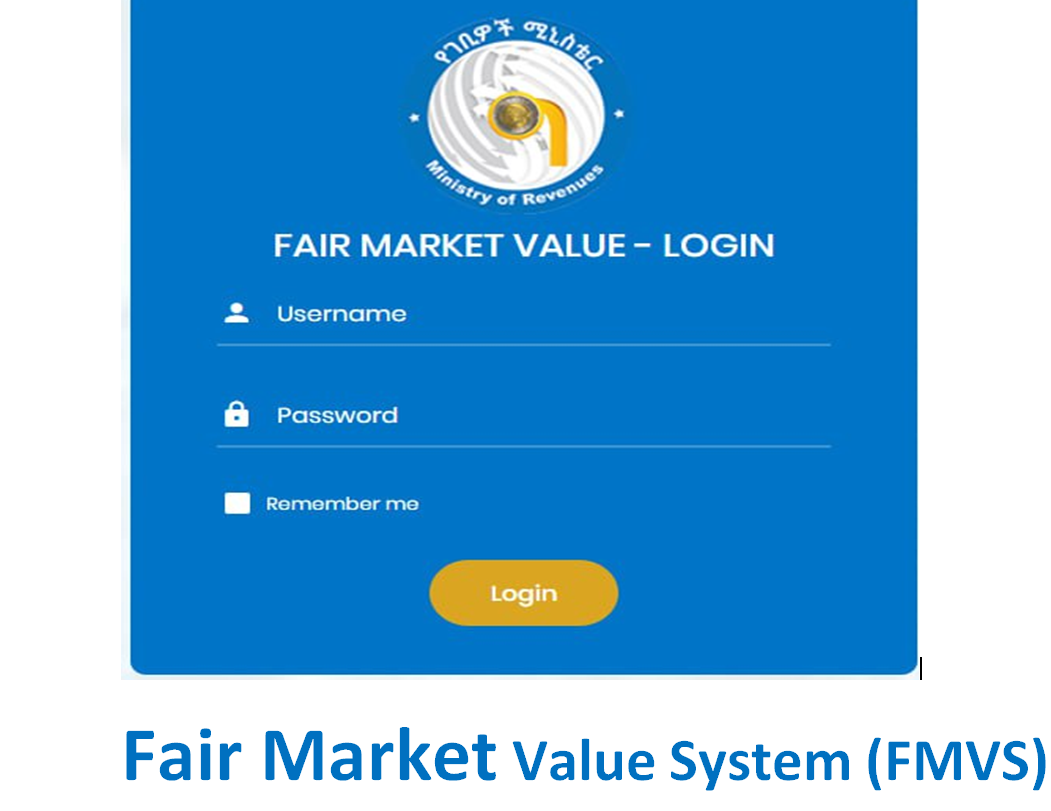 የገቢዎች ሚኒስቴር
Ministry of Revenues
FAIR MARKET VALUE - LOGIN
Username
Password
Remember me
Login
Fair Market Value System (FMVS)